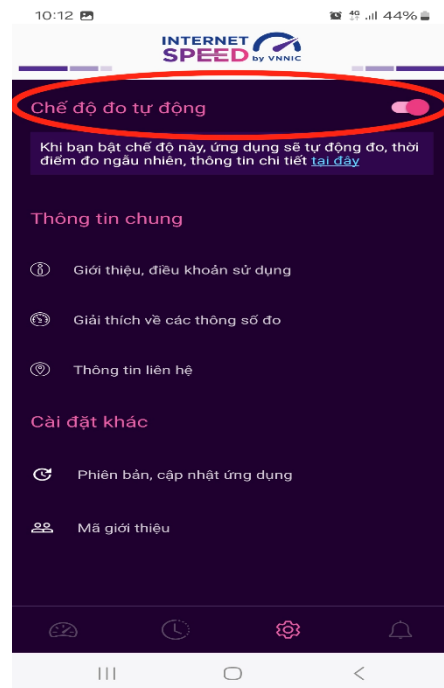 10:12 4G 44%
INTERNET
SPEED by VNNIC
Chế độ đo tự động
Khi bạn bật chế độ này, ứng dụng sẽ tự động đo, thời
điểm đo ngẫu nhiên, thông tin chi tiết tại đây
Thông tin chung
Giới thiệu, điều khoản sử dụng
Giải thích về các thông số đo
Thông tin liên hệ
Cài đặt khác
Phiên bản, cập nhật ứng dụng
Mã giới thiệu